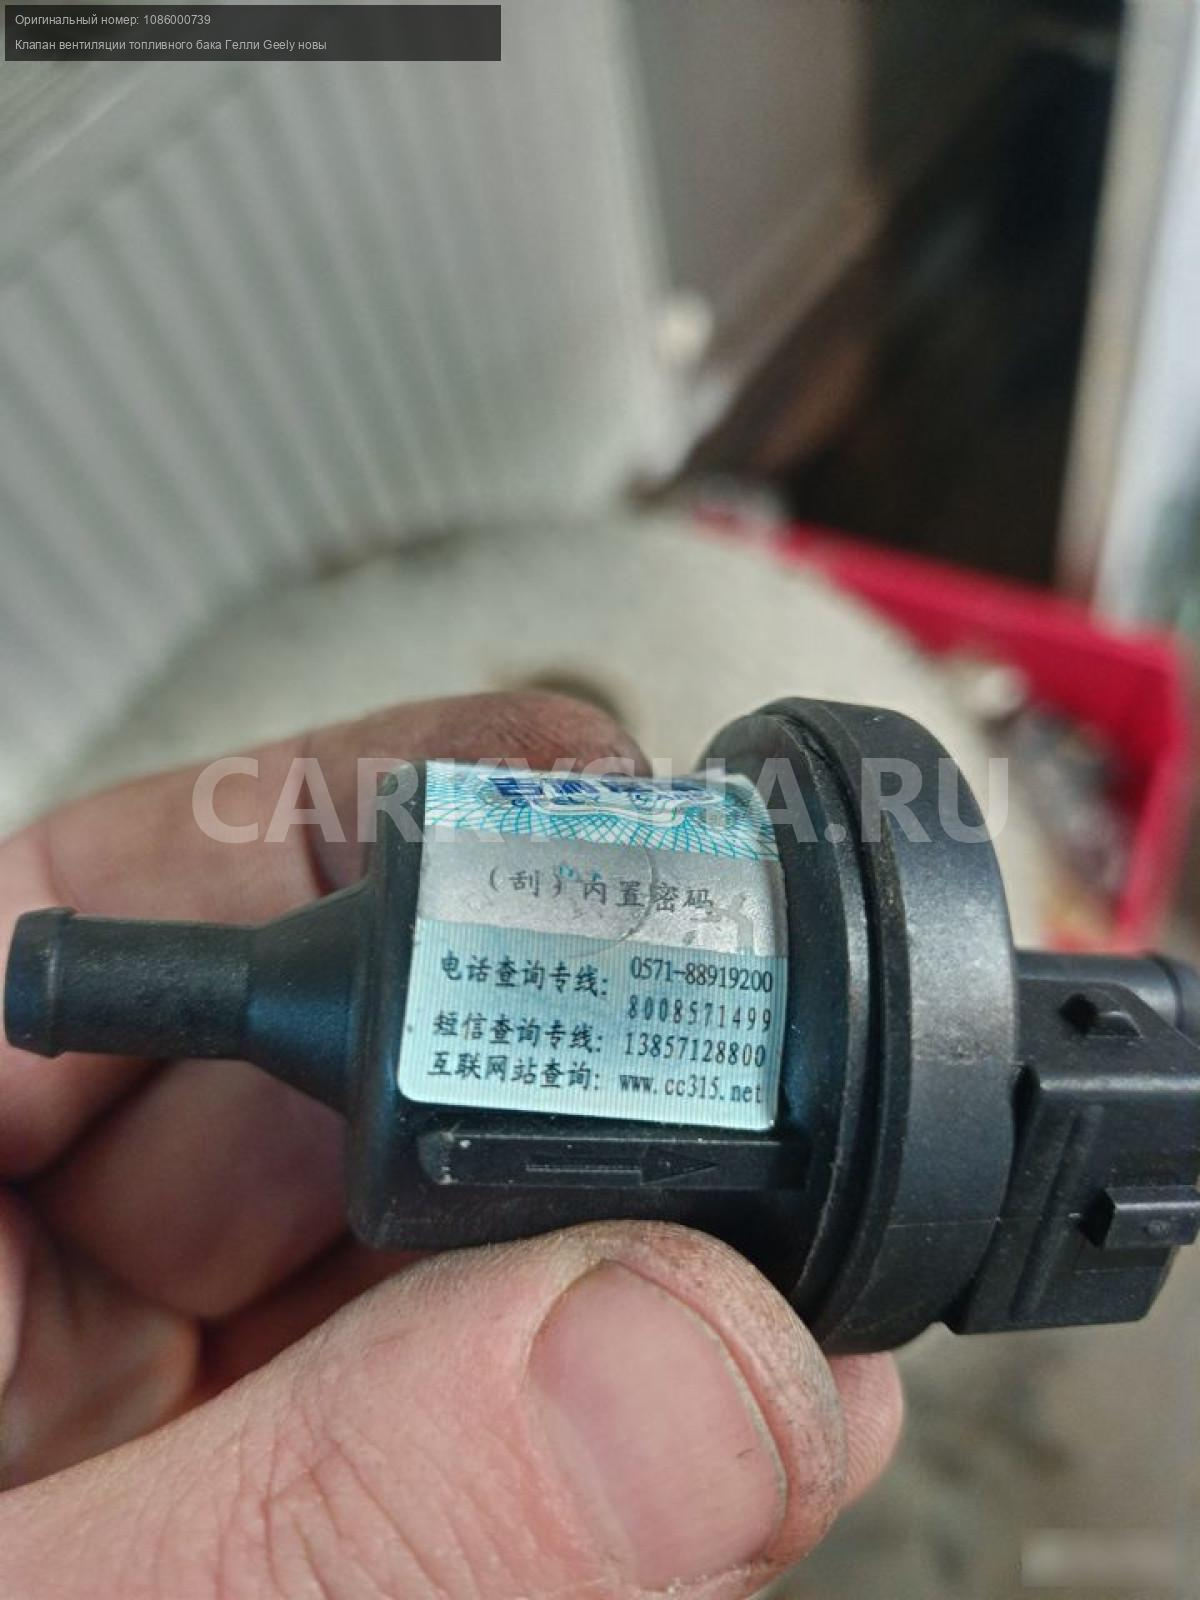 Оригинальный номер: 1086000739
Клапан вентиляции топливного бака Гелли Geely новы
CARKYSHA.RU
（刮）内置密码
电话查询专线: 0571-88919200
8008571499
短信查询专线: 13857128800
互联网站查询: www.cc315.net